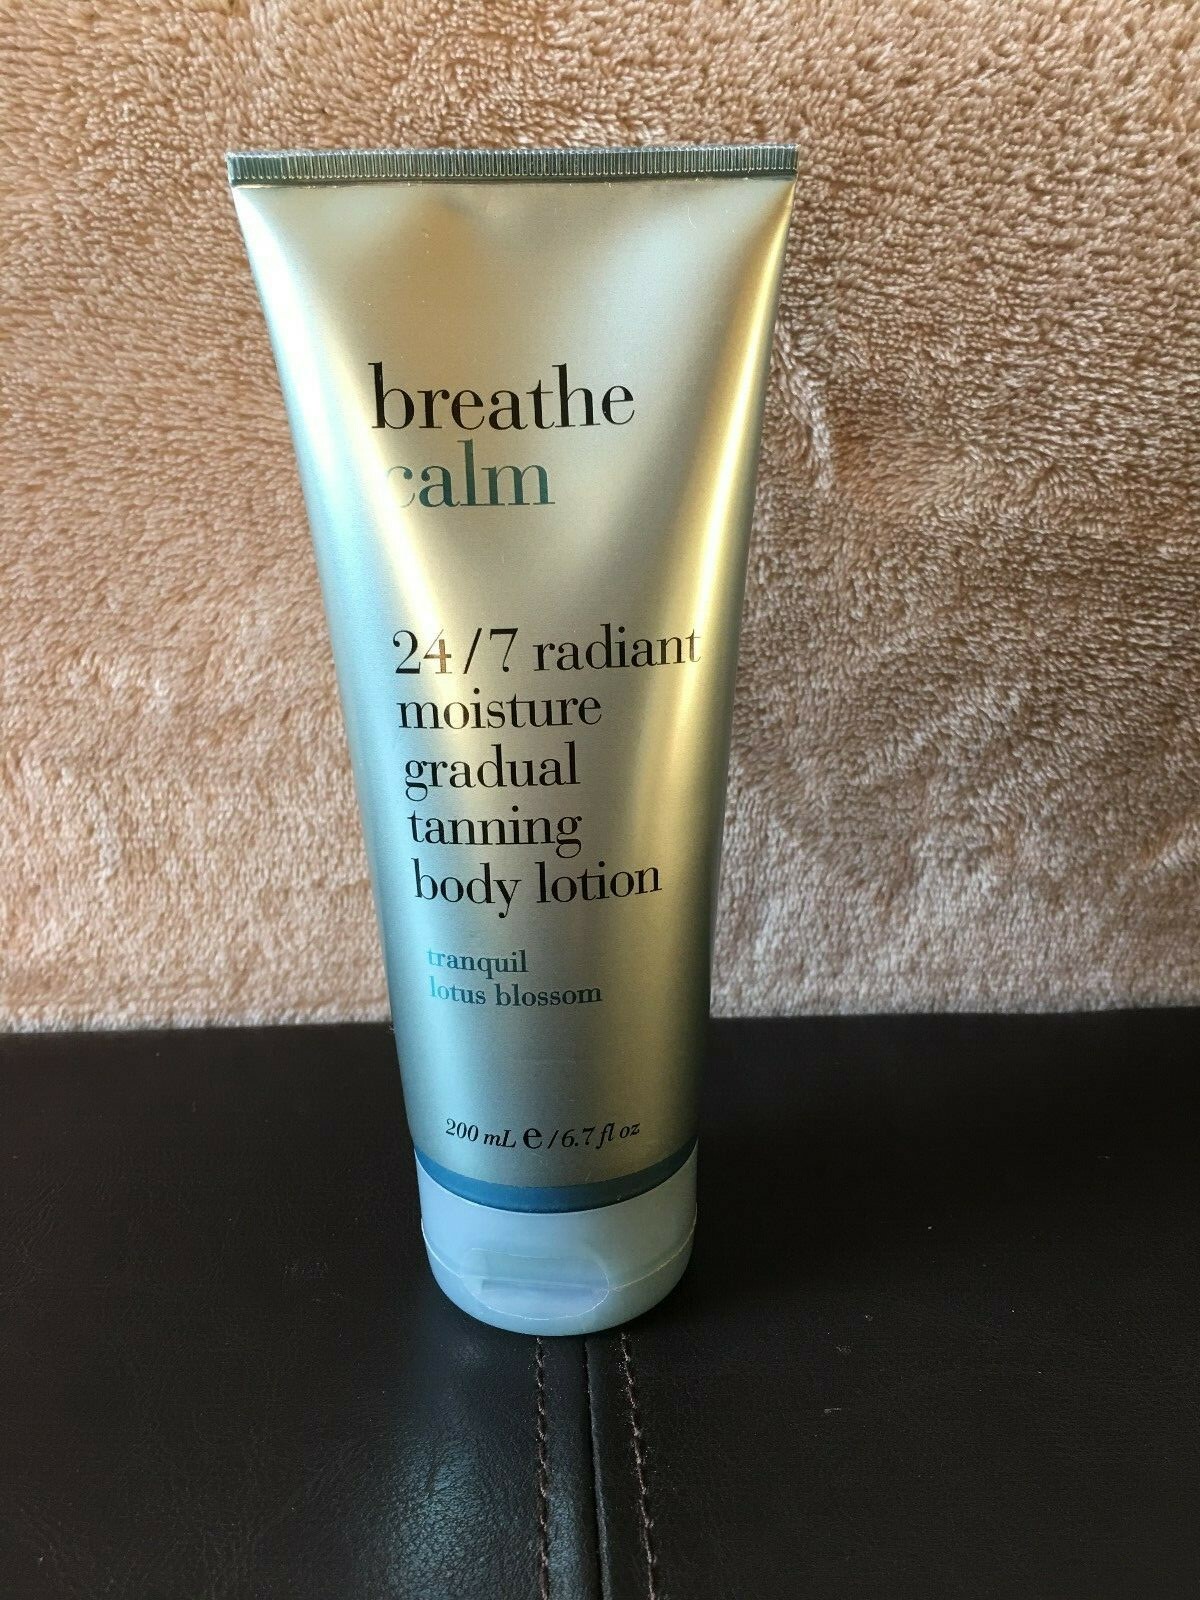 breathe
calm
24/7 radiant
moisture
gradual
tanning
body lotion
tranquil
lotus blossom
200 mL e / 6.7 fl oz